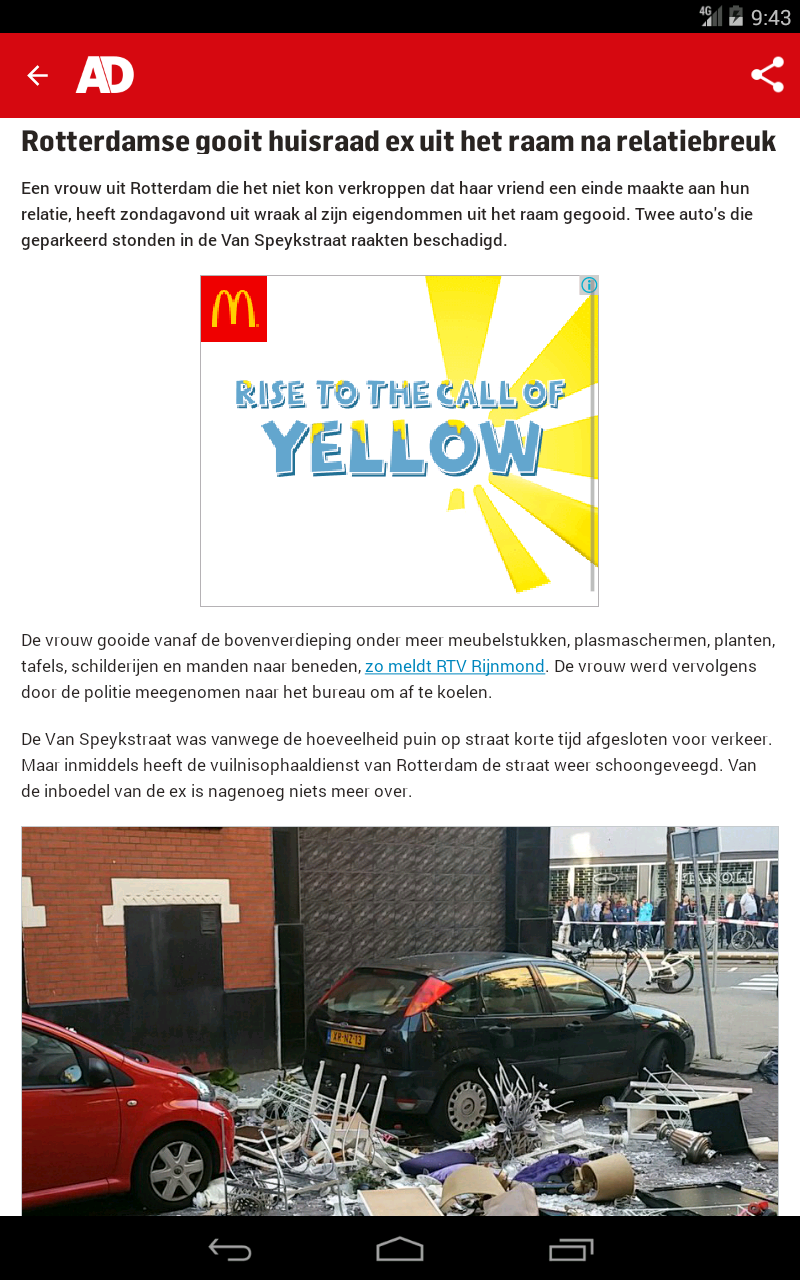 4G 9:43
AD
Rotterdamse gooit huisraad ex uit het raam na relatiebreuk
Een vrouw uit Rotterdam die het niet kon verkroppen dat haar vriend een einde maakte aan hun
relatie, heeft zondagavond uit wraak al zijn eigendommen uit het raam gegooid. Twee auto's die
geparkeerd stonden in de Van Speykstraat raakten beschadigd.
RISE TO THE CALL OF
YELLOW
De vrouw gooide vanaf de bovenverdieping onder meer meubelstukken, plasmaschermen, planten,
tafels, schilderijen en manden naar beneden, zo meldt RTV Rijnmond. De vrouw werd vervolgens
door de politie meegenomen naar het bureau om af te koelen.
De Van Speykstraat was vanwege de hoeveelheid puin op straat korte tijd afgesloten voor verkeer.
Maar inmiddels heeft de vuilnisophaaldienst van Rotterdam de straat weer schoongeveegd. Van
de inboedel van de ex is nagenoeg niets meer over.
XR-NZ-13